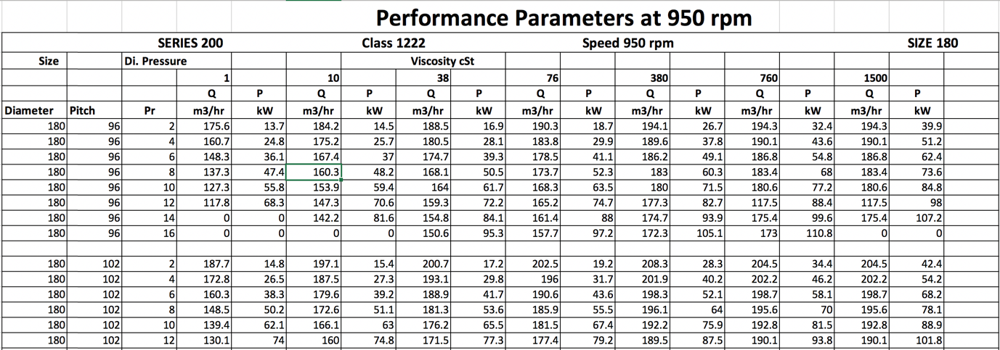 Performance Parameters at 950 rpm
SERIES 200 Class 1222 Speed 950 rpm SIZE 180
Size Di. Pressure Viscosity cSt
1 10 38 76 380 760 1500
Q P Q P Q P Q P Q P Q P Q P
Diameter Pitch Pr m3/hr kW m3/hr kW m3/hr kW m3/hr kW m3/hr kW m3/hr kW m3/hr kW
180 96 2 175.6 13.7 184.2 14.5 188.5 16.9 190.3 18.7 194.1 26.7 194.3 32.4 194.3 39.9
180 96 4 160.7 24.8 175.2 25.7 180.5 28.1 183.8 29.9 189.6 37.8 190.1 43.6 190.1 51.2
180 96 6 148.3 36.1 167.4 37 174.7 39.3 178.5 41.1 186.2 49.1 186.8 54.8 186.8 62.4
180 96 8 137.3 47.4 160.3 48.2 168.1 50.5 173.7 52.3 183 60.3 183.4 68 183.4 73.6
180 96 10 127.3 55.8 153.9 59.4 164 61.7 168.3 63.5 180 71.5 180.6 77.2 180.6 84.8
180 96 12 117.8 68.3 147.3 70.6 159.3 72.2 165.2 74.7 177.3 82.7 117.5 88.4 117.5 98
180 96 14 0 0 142.2 81.6 154.8 84.1 161.4 88 174.7 93.9 175.4 99.6 175.4 107.2
180 96 16 0 0 0 0 150.6 95.3 157.7 97.2 172.3 105.1 173 110.8 0 0
180 102 2 187.7 14.8 197.1 15.4 200.7 17.2 202.5 19.2 208.3 28.3 204.5 34.4 204.5 42.4
180 102 4 172.8 26.5 187.5 27.3 193.1 29.8 196 31.7 201.9 40.2 202.2 46.2 202.2 54.2
180 102 6 160.3 38.3 179.6 39.2 188.9 41.7 190.6 43.6 198.3 52.1 198.7 58.1 198.7 68.2
180 102 8 148.5 50.2 172.6 51.1 181.3 53.6 185.9 55.5 196.1 64 195.6 70 195.6 78.1
180 102 10 139.4 62.1 166.1 63 176.2 65.5 181.5 67.4 192.2 75.9 192.8 81.5 192.8 88.9
180 102 12 130.1 74 160 74.8 171.5 77.3 177.4 79.2 189.5 87.5 190.1 93.8 190.1 101.8